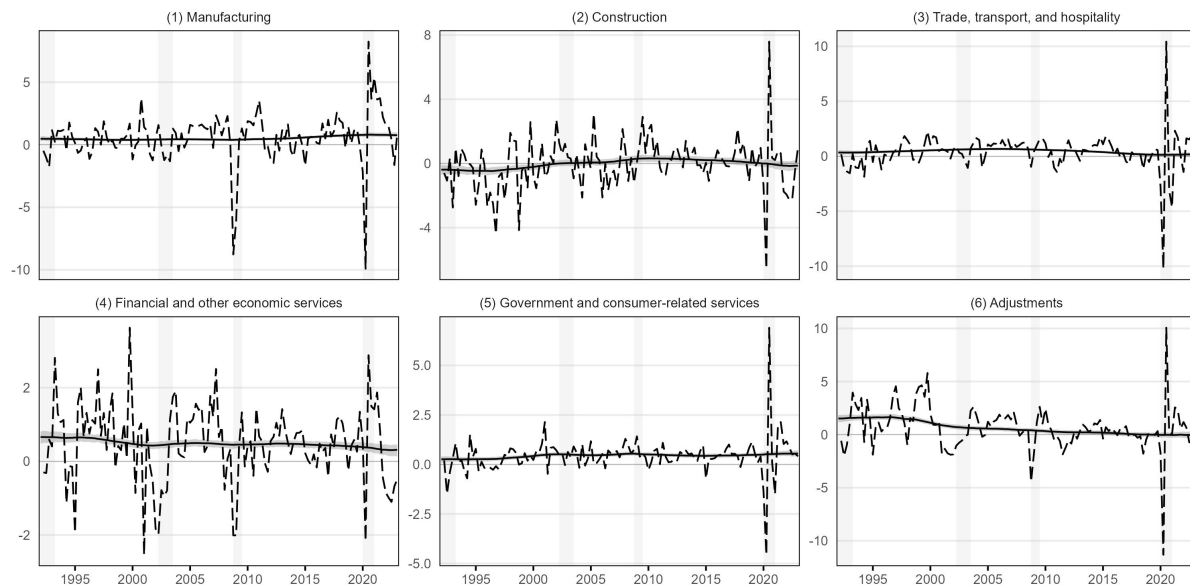 (1) Manufacturing
(2) Construction
(3) Trade, transport, and hospitality
5
0
-5
-10
8
4
0
-4
10
5
0
-5
-10
(4) Financial and other economic services
(5) Government and consumer-related services
(6) Adjustments
2
0
-2
5.0
2.5
0.0
-2.5
-5.0
10
5
0
-5
-10
1995 2000 2005 2010 2015 2020
1995 2000 2005 2010 2015 2020
1995 2000 2005 2010 2015 2020